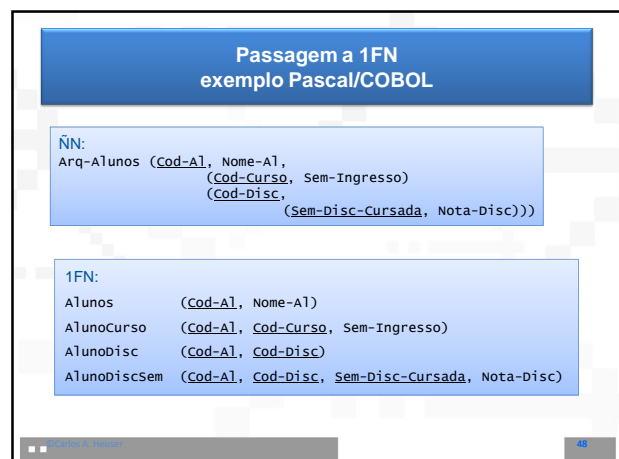 Passagem a 1FN
exemplo Pascal/COBOL
ÑN:
Arq-Alunos (Cod-Al, Nome-Al,
(Cod-Curso, Sem-Ingresso)
(Cod-Disc,
(Sem-Disc-Cursada, Nota-Disc)))
1FN:
Alunos (Cod-Al, Nome-Al)
AlunoCurso (Cod-Al, Cod-Curso, Sem-Ingresso)
AlunoDisc (Cod-Al, Cod-Disc)
AlunoDiscSem (Cod-Al, Cod-Disc, Sem-Disc-Cursada, Nota-Disc)
©Carlos A. Heuser 48